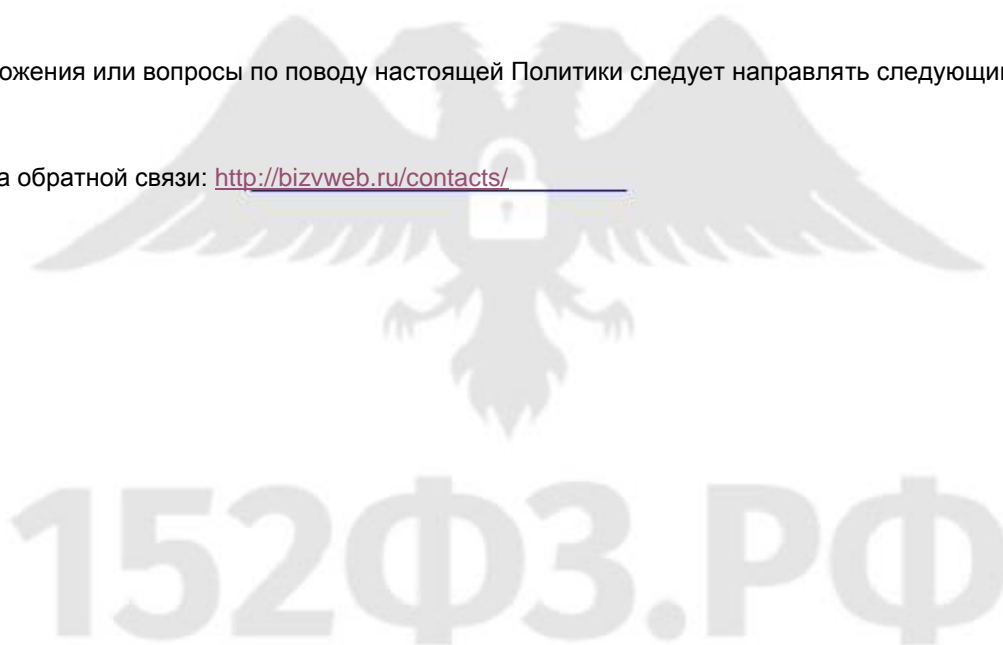 ожения или вопросы по поводу настоящей Политики следует направлять следующи
а обратной связи: http://bizvweb.ru/contacts/
152ФЗ.РФ